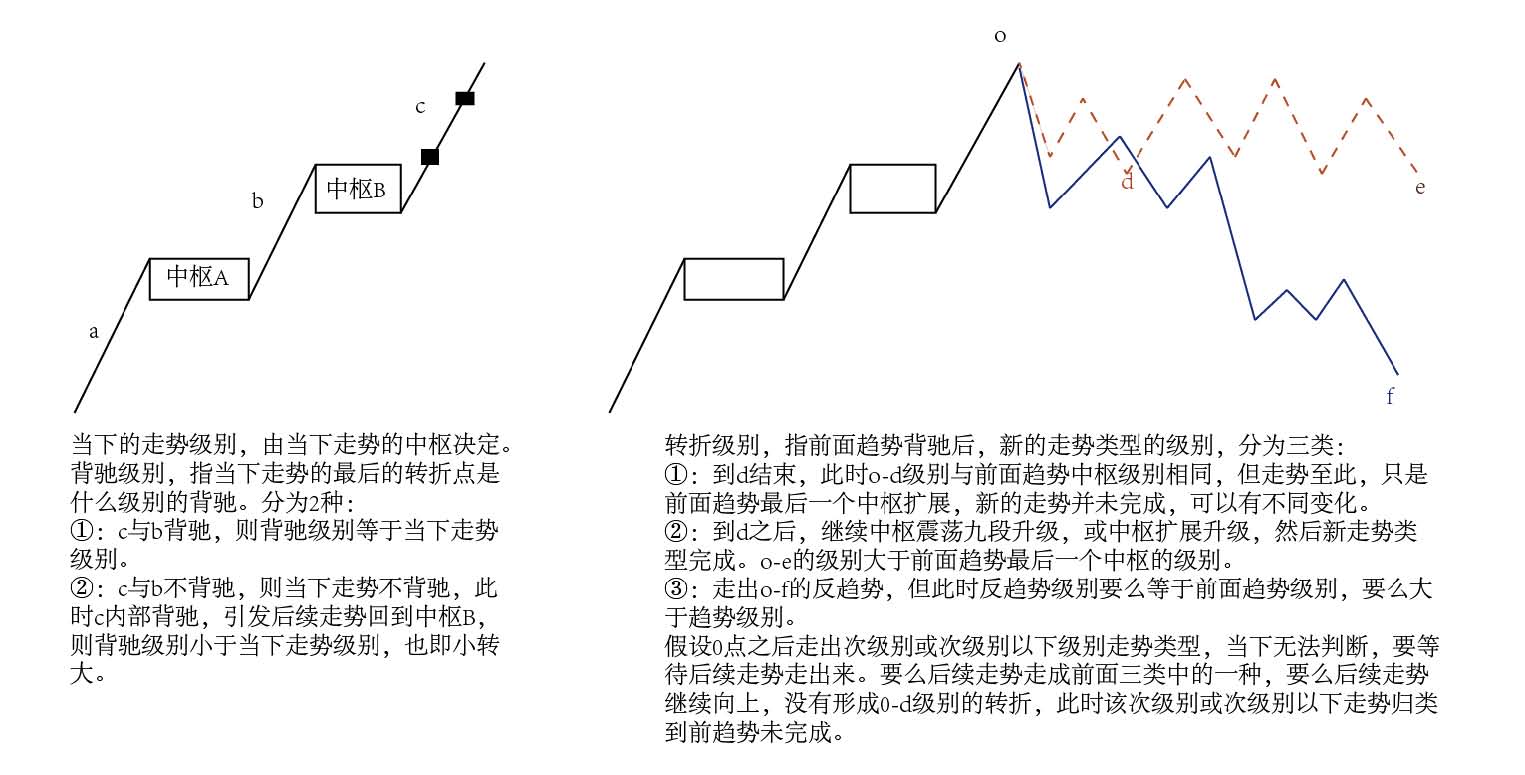 o
c
中枢B
b
d
e
中枢A
a
f
当下的走势级别，由当下走势的中枢决定。
背驰级别，指当下走势的最后的转折点是
什么级别的背驰。分为2种：
①：c与b背驰，则背驰级别等于当下走势
级别。
②：c与b不背驰，则当下走势不背驰，此
时c内部背驰，引发后续走势回到中枢B，
则背驰级别小于当下走势级别，也即小转
大。
转折级别，指前面趋势背驰后，新的走势类型的级别，分为三类：
①：到d结束，此时o-d级别与前面趋势中枢级别相同，但走势至此，只是
前面趋势最后一个中枢扩展，新的走势并未完成，可以有不同变化。
②：到d之后，继续中枢震荡九段升级，或中枢扩展升级，然后新走势类
型完成。o-e的级别大于前面趋势最后一个中枢的级别。
③：走出o-f的反趋势，但此时反趋势级别要么等于前面趋势级别，要么大
于趋势级别。
假设0点之后走出次级别或次级别以下级别走势类型，当下无法判断，要等
待后续走势走出来。要么后续走势走成前面三类中的一种，要么后续走势
继续向上，没有形成0-d级别的转折，此时该次级别或次级别以下走势归类
到前趋势未完成。